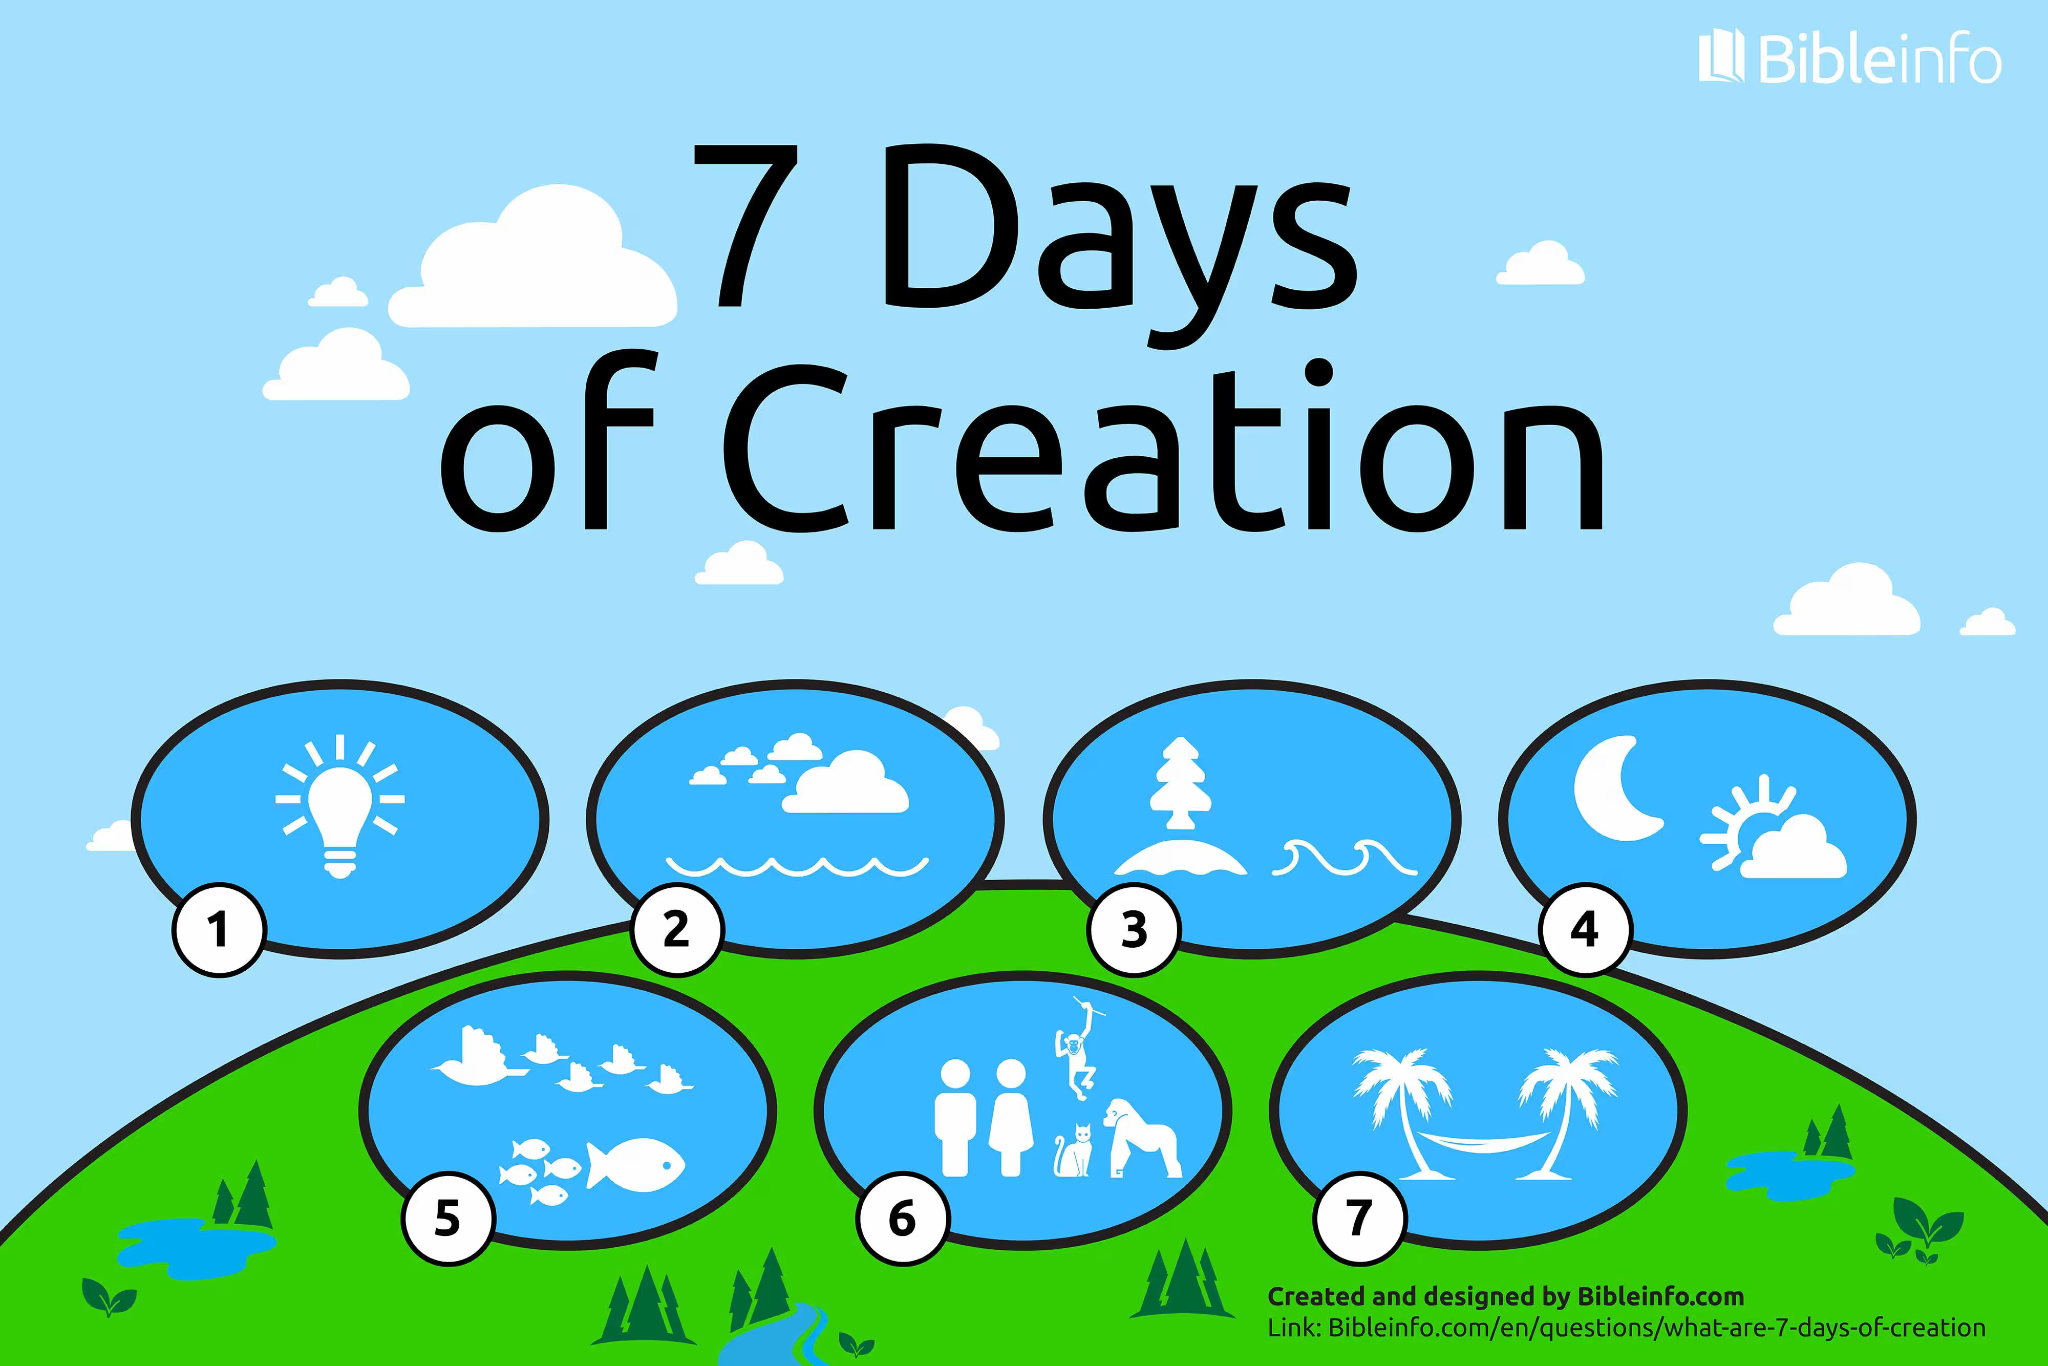 Bibleinfo
7 Days
of Creation
1
2
3
4
5
6
7
Created and designed by Bibleinfo.com
Link: Bibleinfo.com/en/questions/what-are-7-days-of-creation